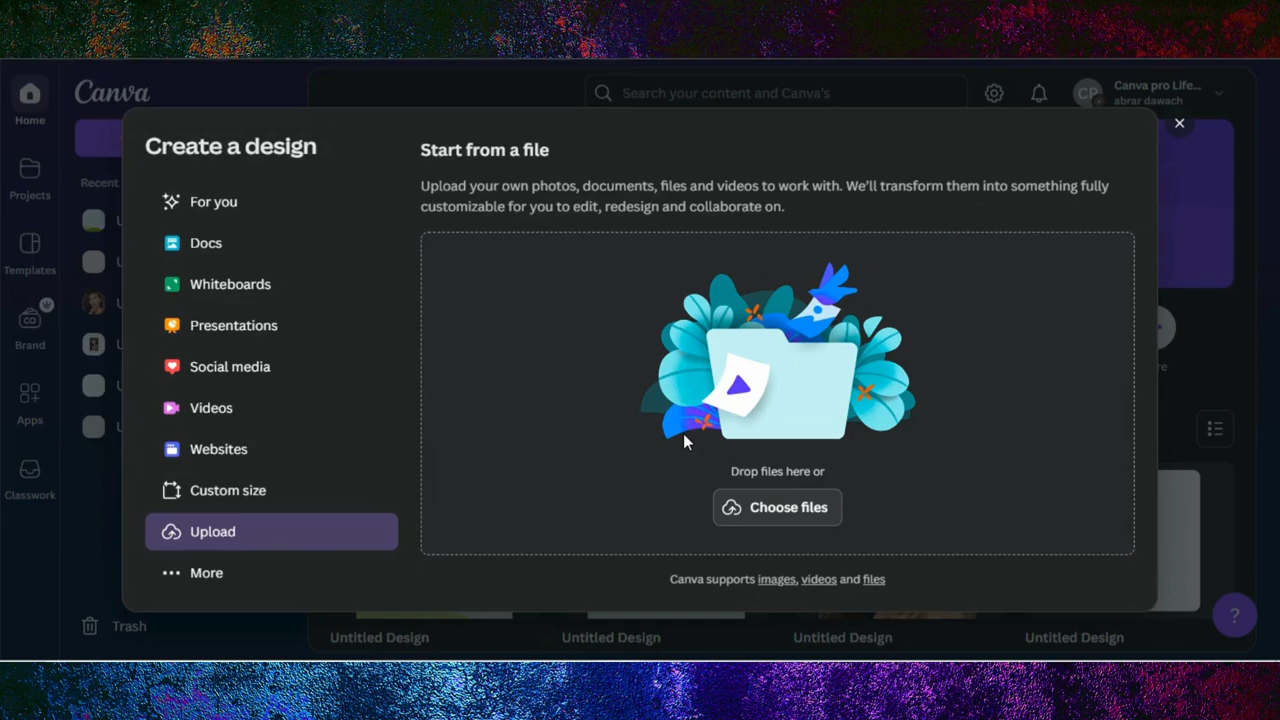 Canva
Search your content and Canva's
CP
Canva pro Life...
abrar dawach
Home
Projects
Templates
Brand
Apps
Classwork
Recent
Trash
Create a design
For you
Docs
Whiteboards
Presentations
Social media
Videos
Websites
Custom size
Upload
More
Start from a file
Upload your own photos, documents, files and videos to work with. We'll transform them into something fully
customizable for you to edit, redesign and collaborate on.
Drop files here or
Choose files
Canva supports images, videos and files
Untitled Design
Untitled Design
Untitled Design
Untitled Design
?